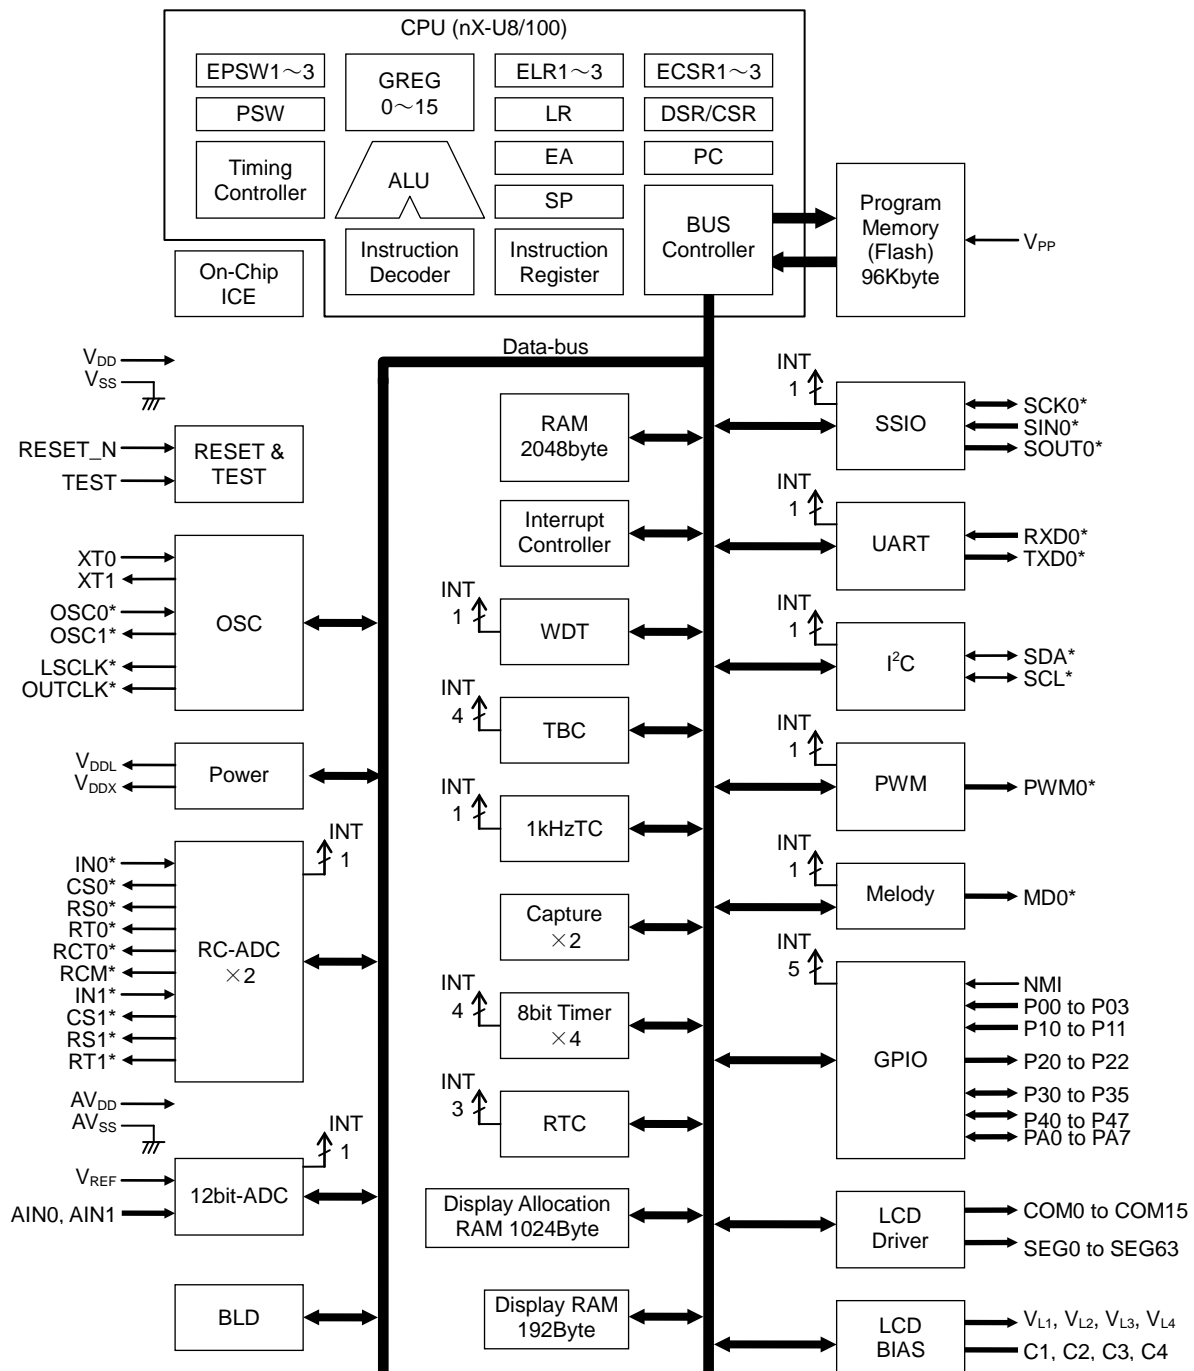 CPU (nX-U8/100)
EPSW1～3
GREG
0～15
ELR1～3
ECSR1～3
PSW
LR
DSR/CSR
Timing
Controller
ALU
EA
PC
SP
BUS
Controller
Instruction
Decoder
Instruction
Register
On-Chip
ICE
Program
Memory
(Flash)
96Kbyte
VPP
Data-bus
VDD
VSS
RESET_N
TEST
RESET &
TEST
XT0
XT1
OSC0*
OSC1*
LSCLK*
OUTCLK*
OSC
VDDL
VDDX
Power
IN0*
CS0*
RS0*
RT0*
RCT0*
RCM*
IN1*
CS1*
RS1*
RT1*
RC-ADC
×2
INT
1
AVDD
AVSS
VREF
AIN0, AIN1
12bit-ADC
INT
1
BLD
RAM
2048byte
Interrupt
Controller
INT
1
WDT
INT
4
TBC
INT
1
1kHzTC
Capture
×2
INT
4
8bit Timer
×4
INT
3
RTC
Display Allocation
RAM 1024Byte
Display RAM
192Byte
INT
1
SSIO
SCK0*
SIN0*
SOUT0*
INT
1
UART
RXD0*
TXD0*
INT
1
I²C
SDA*
SCL*
INT
1
PWM
PWM0*
INT
1
Melody
MD0*
INT
5
GPIO
NMI
P00 to P03
P10 to P11
P20 to P22
P30 to P35
P40 to P47
PA0 to PA7
LCD
Driver
COM0 to COM15
SEG0 to SEG63
LCD
BIAS
VL1, VL2, VL3, VL4
C1, C2, C3, C4